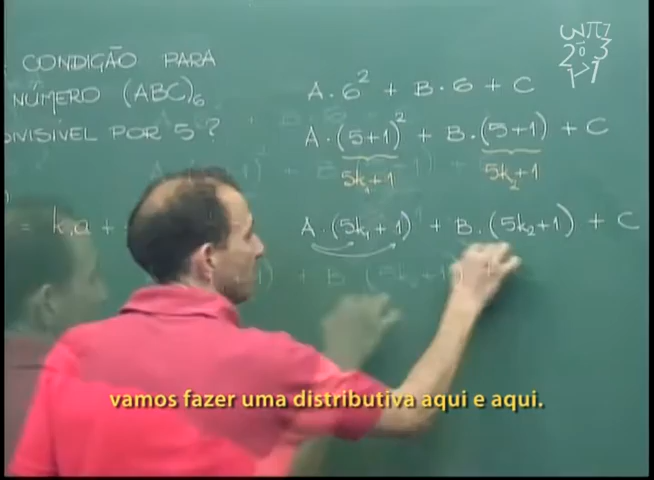 CONDIÇÃO PARA
NÚMERO (ABC)₆
DIVISÍVEL POR 5 ?
= k₁a +
A · 6² + B · 6 + C
A · (5+1)² + B · (5+1) + C
5k₁+1 5k₂+1
A · (5k₁+1) + B · (5k₂+1) + C
vamos fazer uma distributiva aqui e aqui.